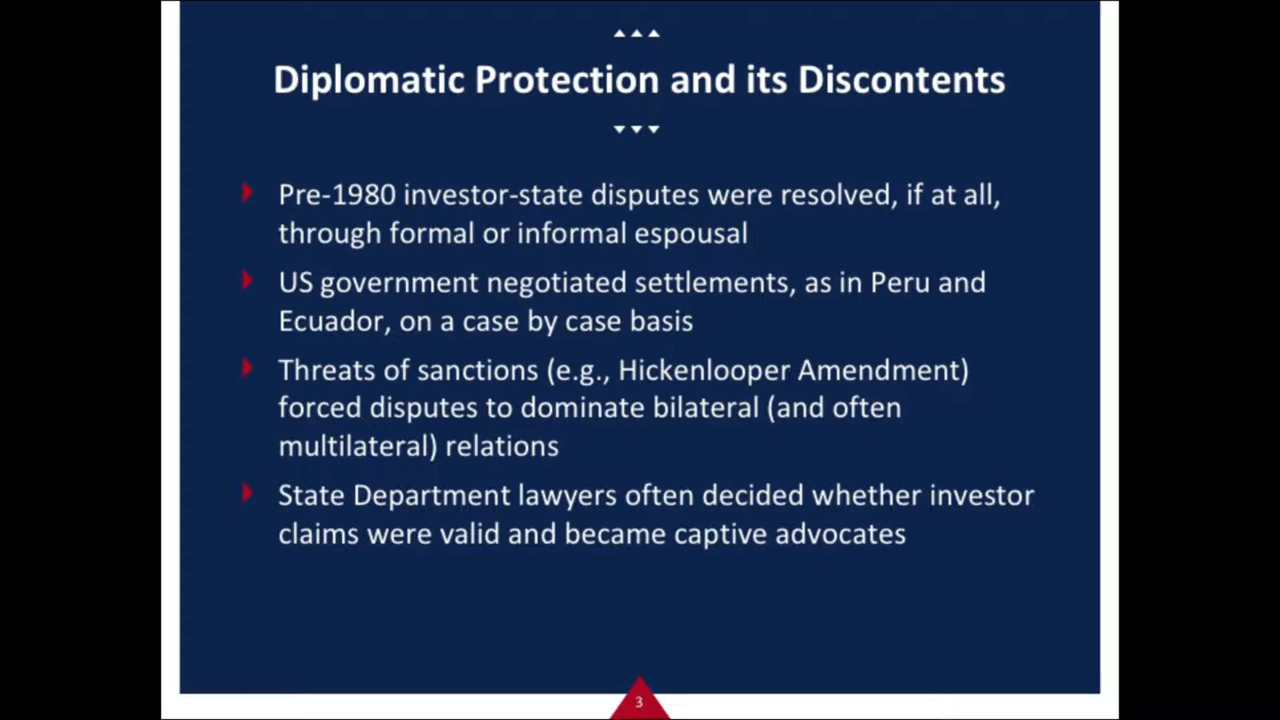 Diplomatic Protection and its Discontents
Pre-1980 investor-state disputes were resolved, if at all,
through formal or informal espousal
US government negotiated settlements, as in Peru and
Ecuador, on a case by case basis
Threats of sanctions (e.g., Hickenlooper Amendment)
forced disputes to dominate bilateral (and often
multilateral) relations
State Department lawyers often decided whether investor
claims were valid and became captive advocates
3